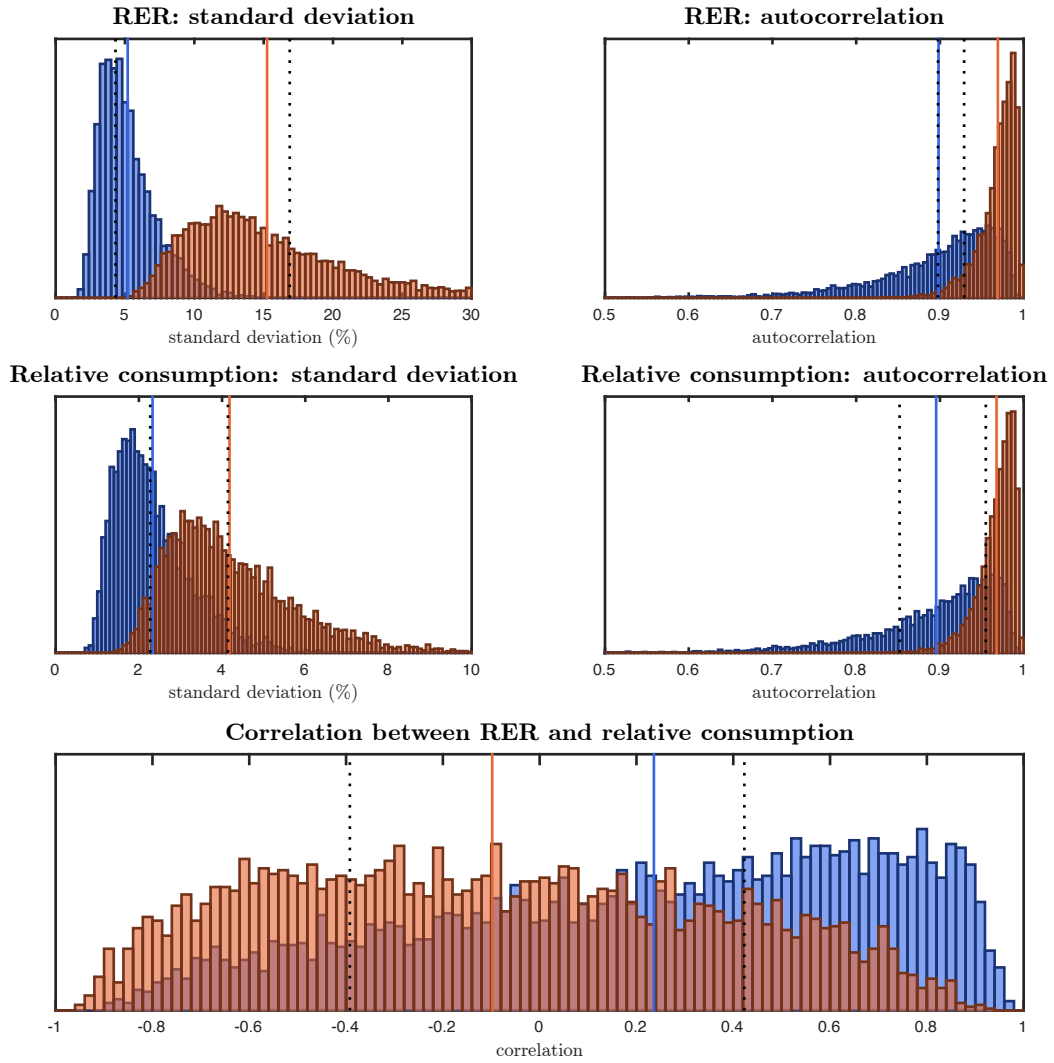 RER: standard deviation
0 5 10 15 20 25 30
standard deviation (%)
RER: autocorrelation
0.5 0.6 0.7 0.8 0.9 1
autocorrelation
Relative consumption: standard deviation
0 2 4 6 8 10
standard deviation (%)
Relative consumption: autocorrelation
0.5 0.6 0.7 0.8 0.9 1
autocorrelation
Correlation between RER and relative consumption
-1 -0.8 -0.6 -0.4 -0.2 0 0.2 0.4 0.6 0.8 1
correlation